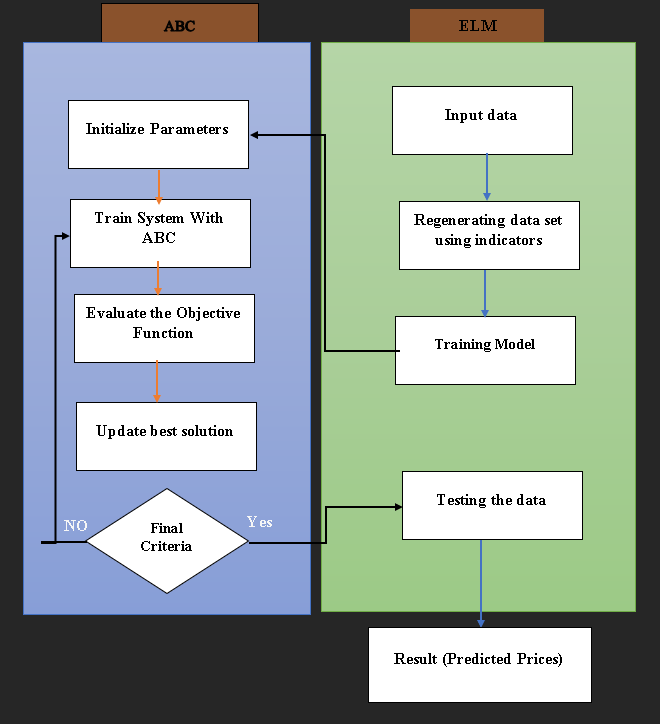 ABC
Initialize Parameters
Train System With
ABC
Evaluate the Objective
Function
Update best solution
Final
Criteria
NO
Yes
ELM
Input data
Regenerating data set
using indicators
Training Model
Testing the data
Result (Predicted Prices)